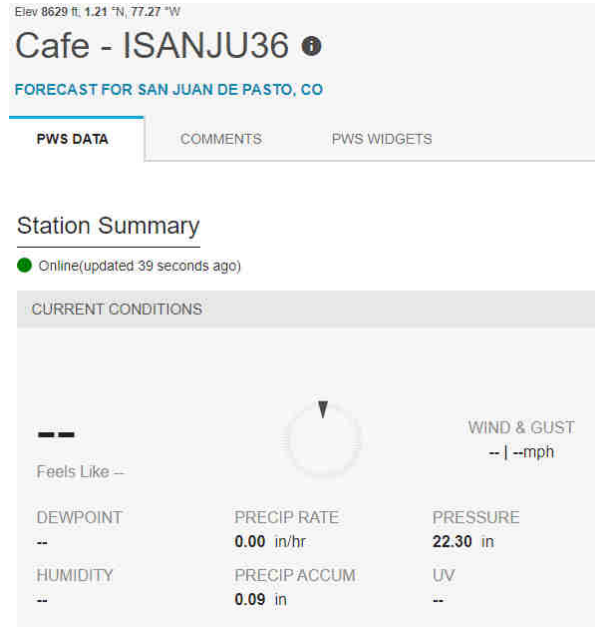 Elev 8629 ft, 1.21 °N, 77.27 °W
Cafe - ISANJU36
FORECAST FOR SAN JUAN DE PASTO, CO
PWS DATA COMMENTS PWS WIDGETS
Station Summary
Online(updated 39 seconds ago)
CURRENT CONDITIONS
--
Feels Like --
WIND & GUST
-- | --mph
DEWPOINT PRECIP RATE PRESSURE
-- 0.00 in/hr 22.30 in
HUMIDITY PRECIP ACCUM UV
-- 0.09 in --